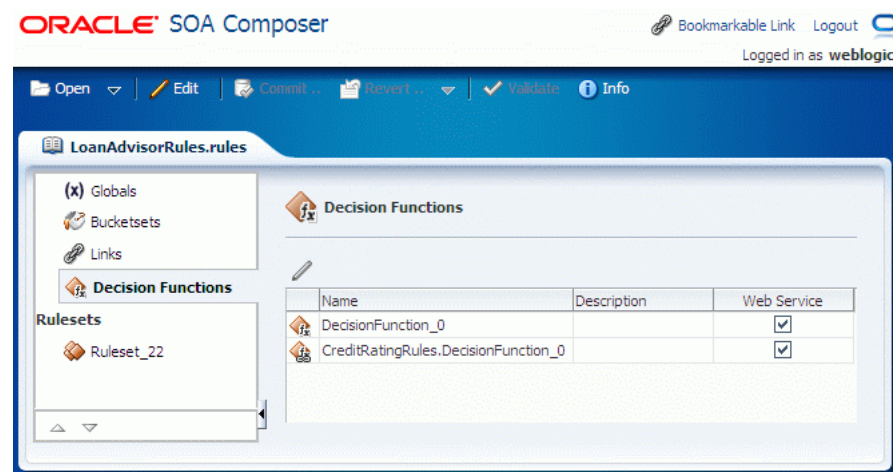 ORACLE SOA Composer
Bookmarkable Link Logout
Logged in as weblogic
Open Edit Commit .. Revert .. Validate Info
LoanAdvisorRules.rules
(x) Globals
Bucketsets
Links
Decision Functions
Rulesets
Ruleset_22
Decision Functions
Name Description Web Service
DecisionFunction_0
CreditRatingRules.DecisionFunction_0